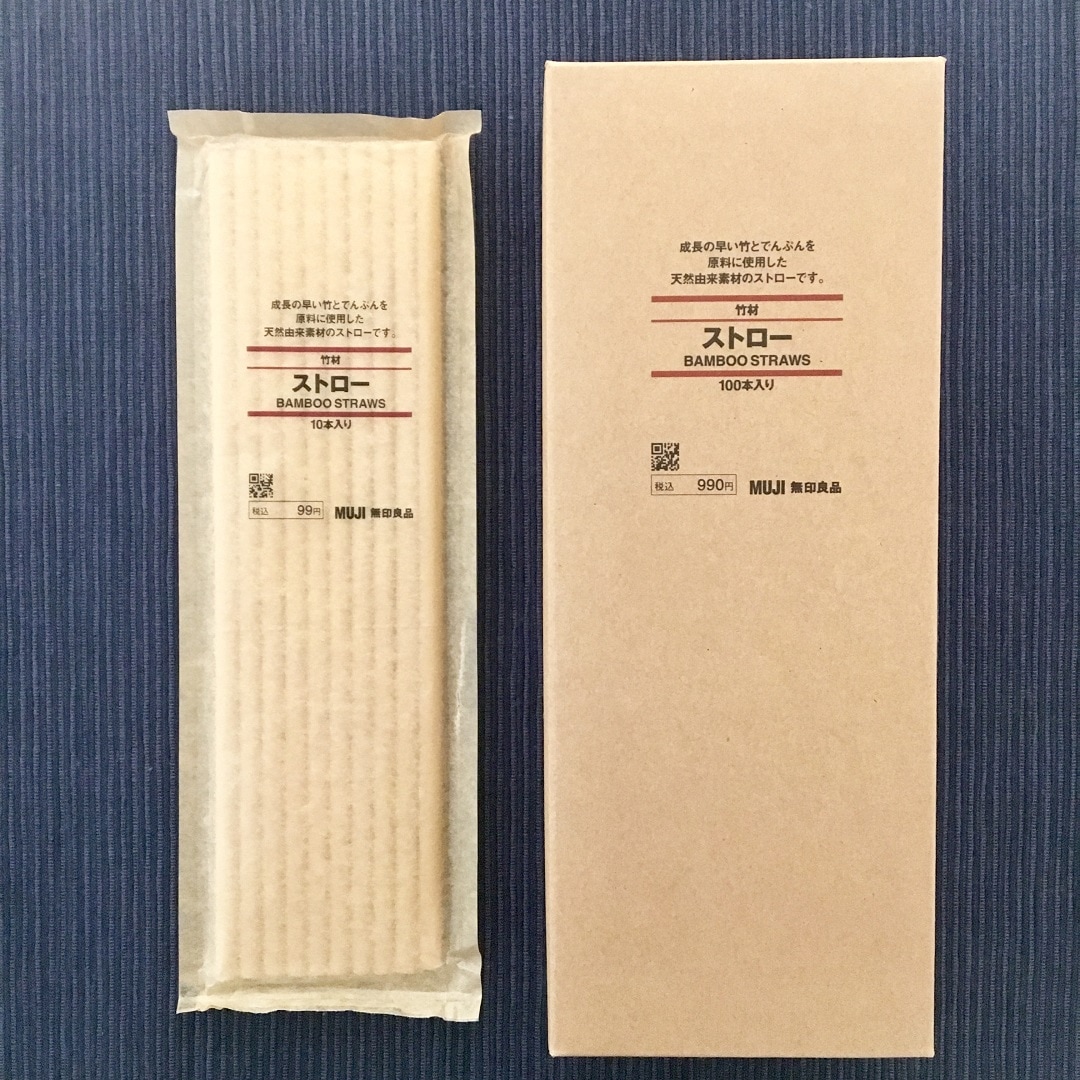 成長の早い竹とでんぷんを
原料に使用した
天然由来素材のストローです。
竹材
ストロー
BAMBOO STRAWS
10本入り
税込 99円
MUJI 無印良品
成長の早い竹とでんぷんを
原料に使用した
天然由来素材のストローです。
竹材
ストロー
BAMBOO STRAWS
100本入り
税込 990円
MUJI 無印良品